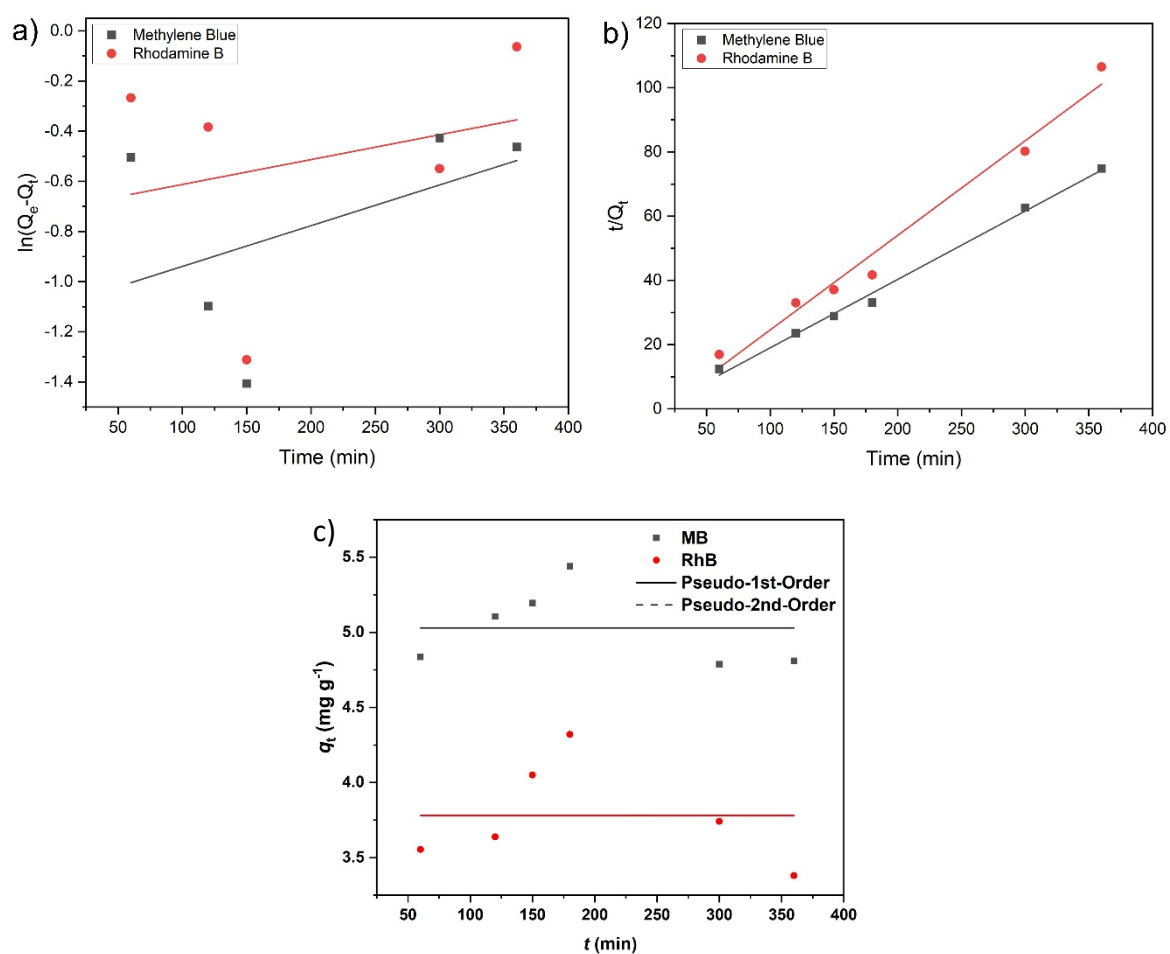 a)
Methylene Blue
Rhodamine B
0.0
-0.2
-0.4
-0.6
-0.8
-1.0
-1.2
-1.4
ln(Qe-Qt)
50 100 150 200 250 300 350 400
Time (min)
b)
Methylene Blue
Rhodamine B
120
100
80
60
40
20
0
t/Qt
50 100 150 200 250 300 350 400
Time (min)
c)
MB
RhB
Pseudo-1st-Order
Pseudo-2nd-Order
5.5
5.0
4.5
4.0
3.5
qt (mg g-1)
50 100 150 200 250 300 350 400
t (min)